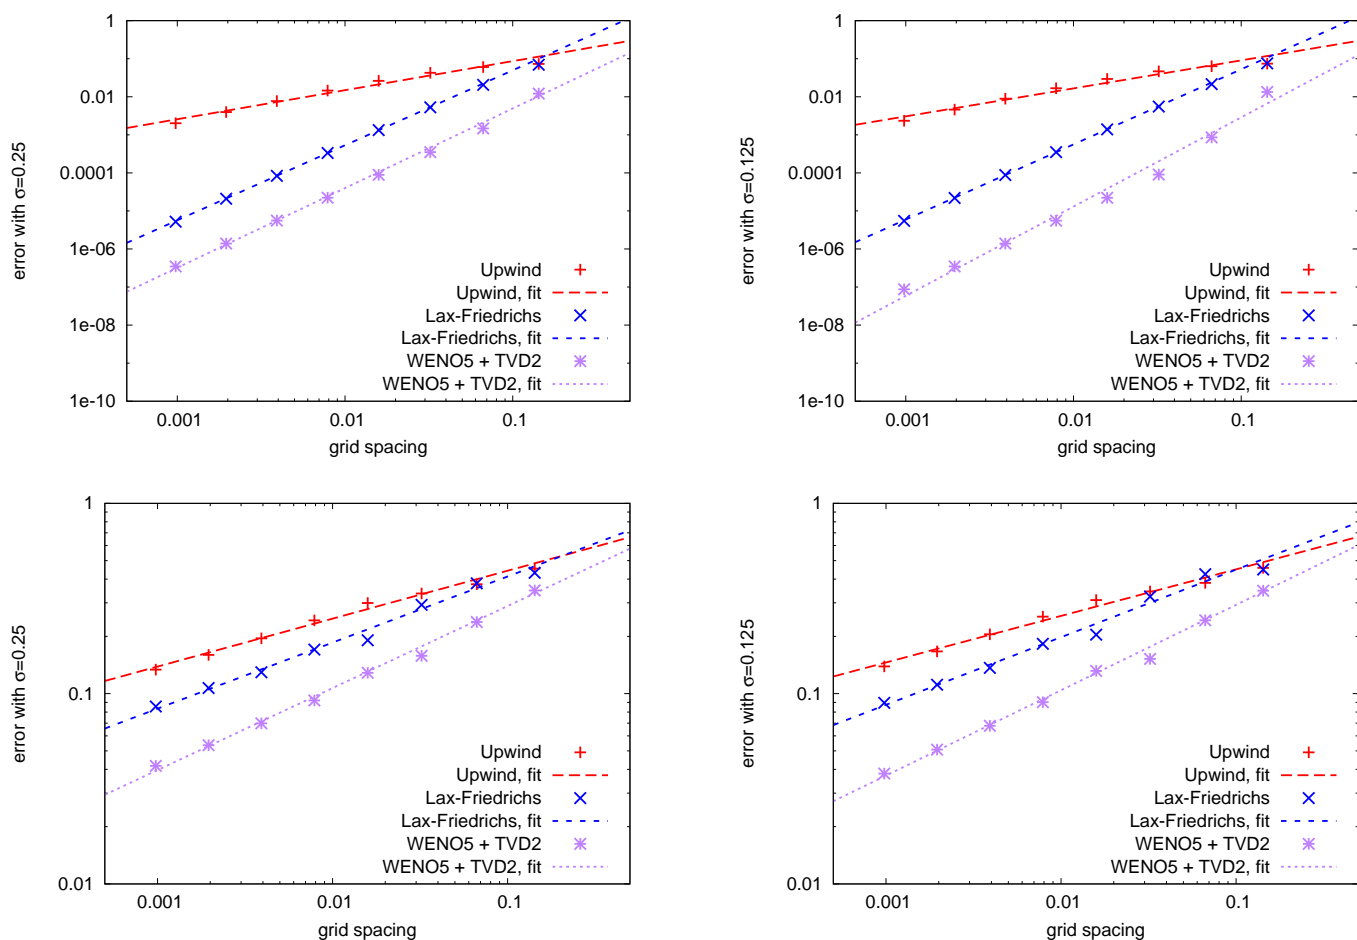 error with σ=0.25
1
0.01
0.0001
1e-06
1e-08
1e-10
0.001
0.01
0.1
grid spacing
Upwind
Upwind, fit
Lax-Friedrichs
Lax-Friedrichs, fit
WENO5 + TVD2
WENO5 + TVD2, fit
error with σ=0.125
1
0.01
0.0001
1e-06
1e-08
1e-10
0.001
0.01
0.1
grid spacing
Upwind
Upwind, fit
Lax-Friedrichs
Lax-Friedrichs, fit
WENO5 + TVD2
WENO5 + TVD2, fit
error with σ=0.25
1
0.1
0.01
0.001
0.01
0.1
grid spacing
Upwind
Upwind, fit
Lax-Friedrichs
Lax-Friedrichs, fit
WENO5 + TVD2
WENO5 + TVD2, fit
error with σ=0.125
1
0.1
0.01
0.001
0.01
0.1
grid spacing
Upwind
Upwind, fit
Lax-Friedrichs
Lax-Friedrichs, fit
WENO5 + TVD2
WENO5 + TVD2, fit